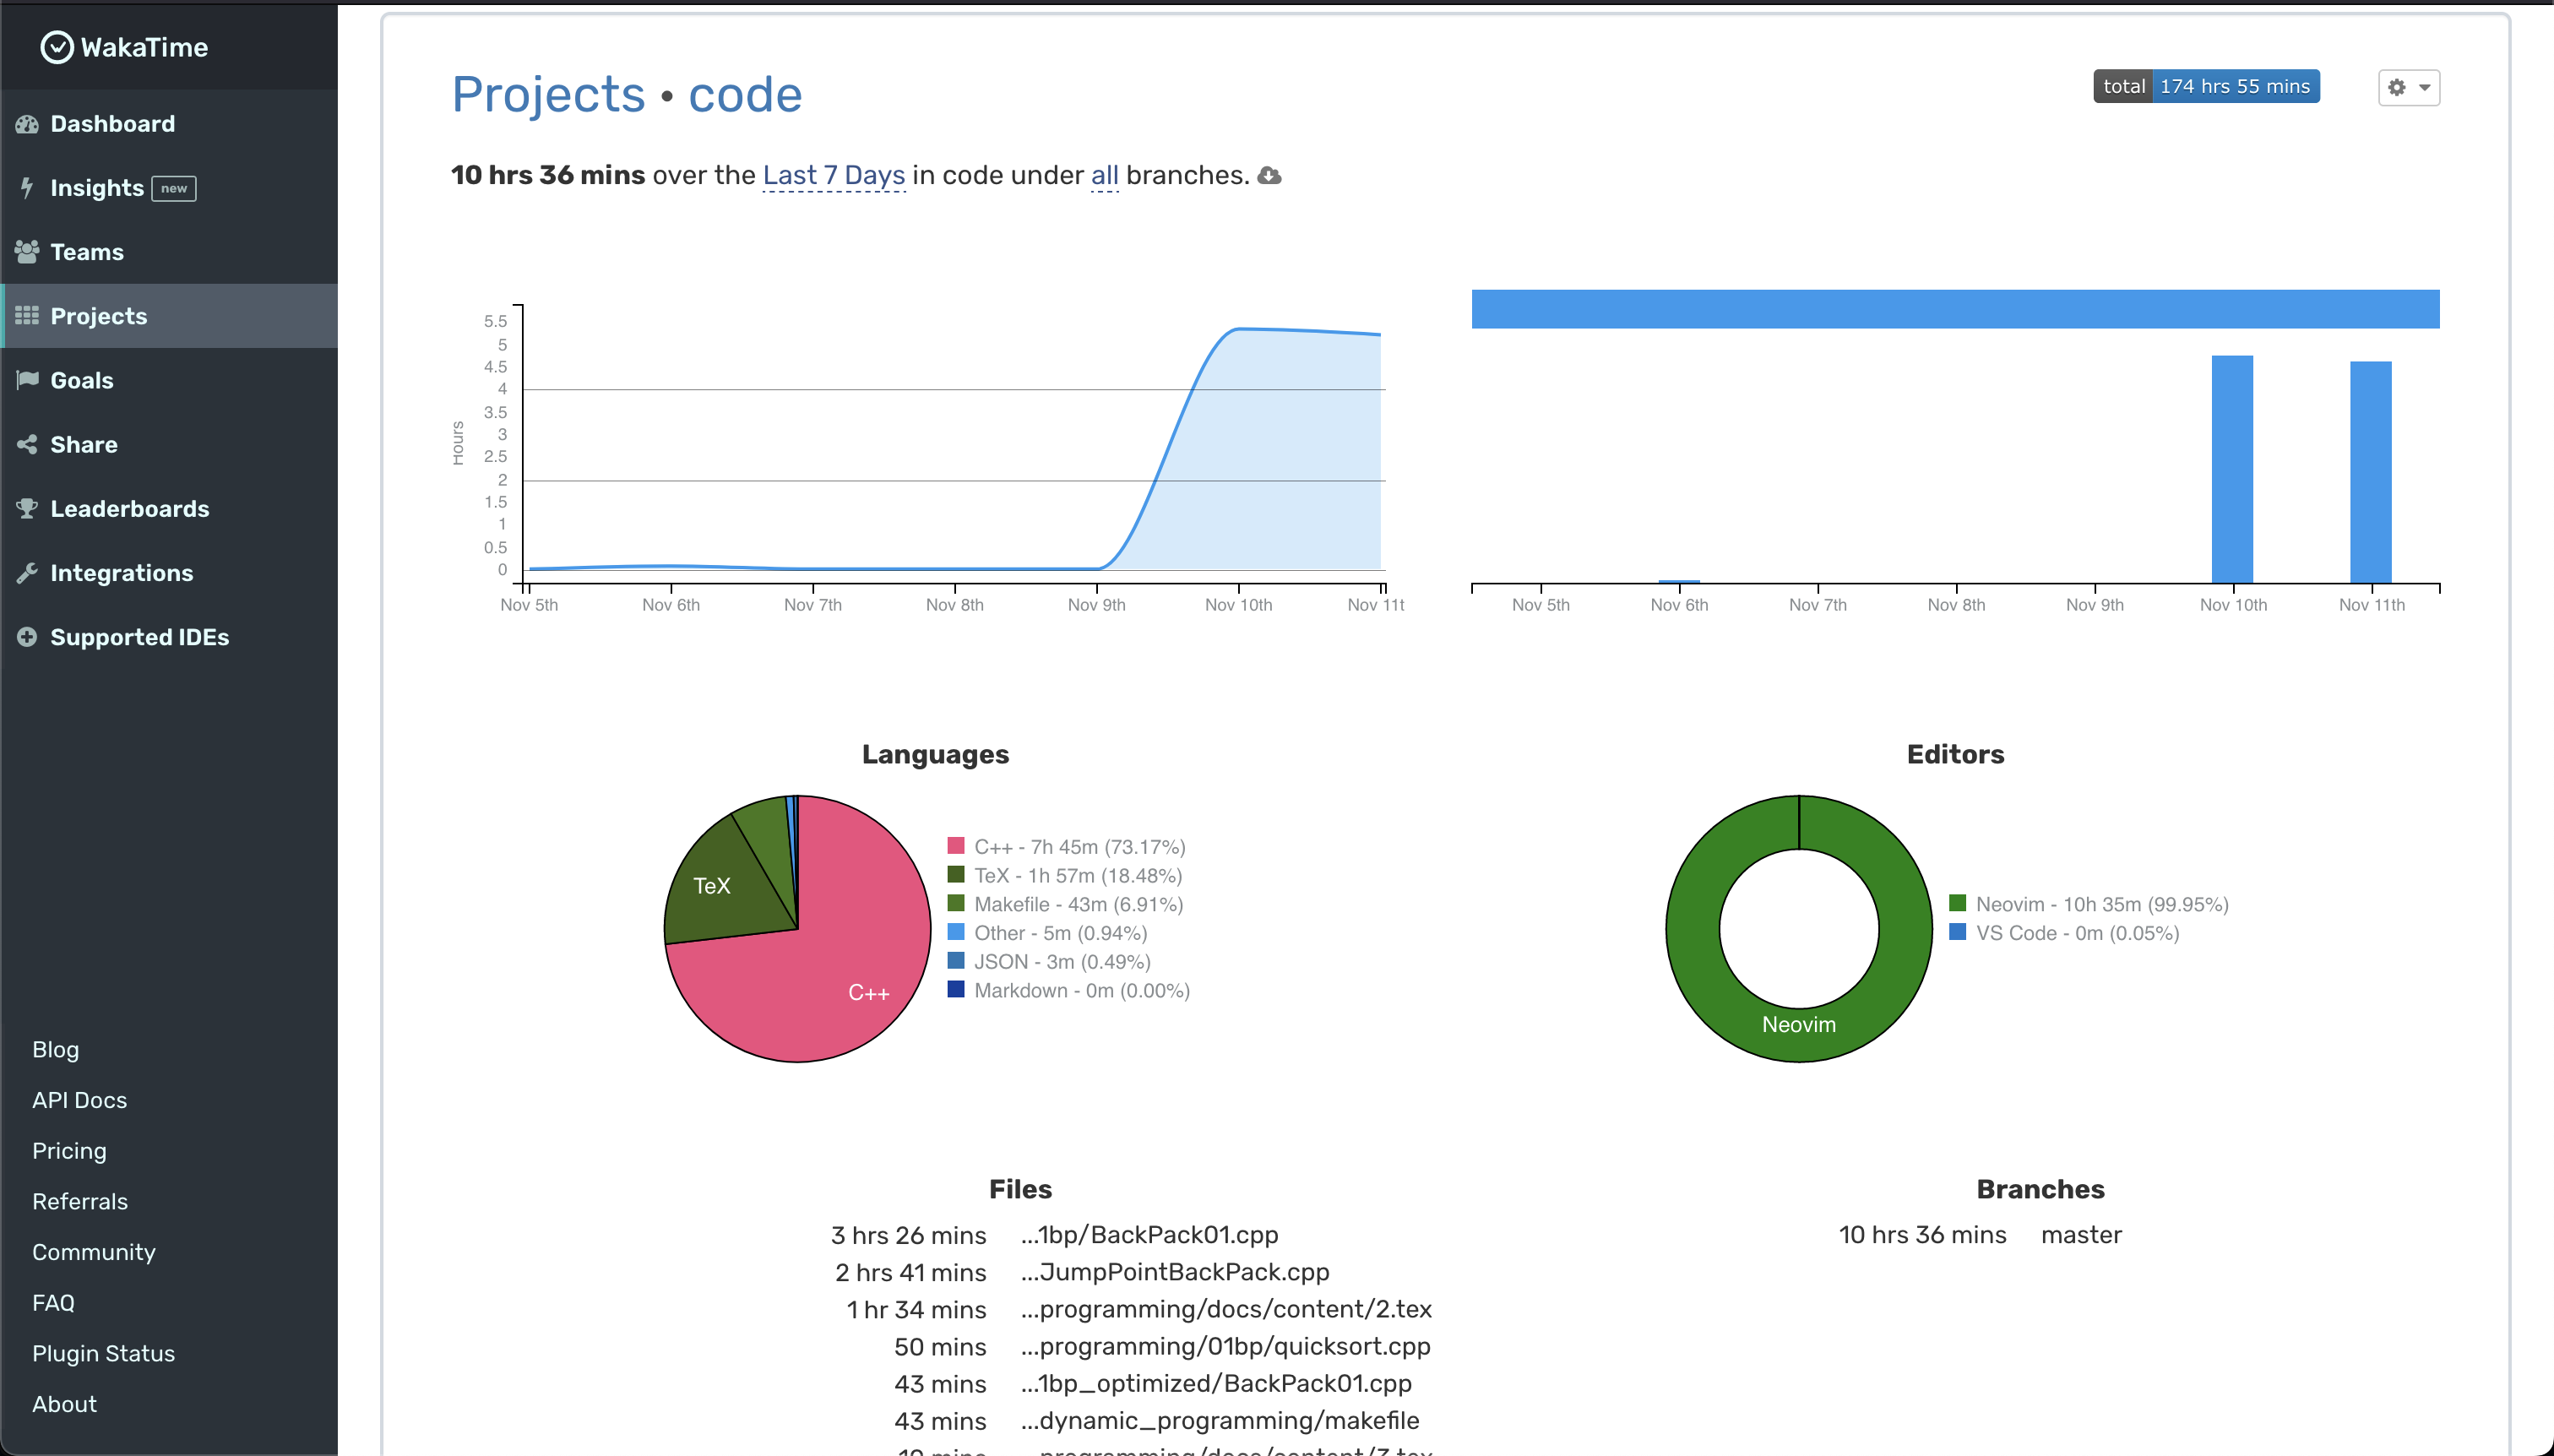 WakaTime
Dashboard
Insights new
Teams
Projects
Goals
Share
Leaderboards
Integrations
Supported IDEs
Blog
API Docs
Pricing
Referrals
Community
FAQ
Plugin Status
About
Projects • code
total 174 hrs 55 mins
10 hrs 36 mins over the Last 7 Days in code under all branches.
Hours
5.5
5
4.5
4
3.5
3
2.5
2
1.5
1
0.5
0
Nov 5th Nov 6th Nov 7th Nov 8th Nov 9th Nov 10th Nov 11t
Nov 5th Nov 6th Nov 7th Nov 8th Nov 9th Nov 10th Nov 11th
Languages
TeX
C++
C++ - 7h 45m (73.17%)
TeX - 1h 57m (18.48%)
Makefile - 43m (6.91%)
Other - 5m (0.94%)
JSON - 3m (0.49%)
Markdown - 0m (0.00%)
Editors
Neovim
Neovim - 10h 35m (99.95%)
VS Code - 0m (0.05%)
Files
3 hrs 26 mins ...1bp/BackPack01.cpp
2 hrs 41 mins ...JumpPointBackPack.cpp
1 hr 34 mins ...programming/docs/content/2.tex
50 mins ...programming/01bp/quicksort.cpp
43 mins ...1bp_optimized/BackPack01.cpp
43 mins ...dynamic_programming/makefile
...programming/docs/content/3.tex
Branches
10 hrs 36 mins master